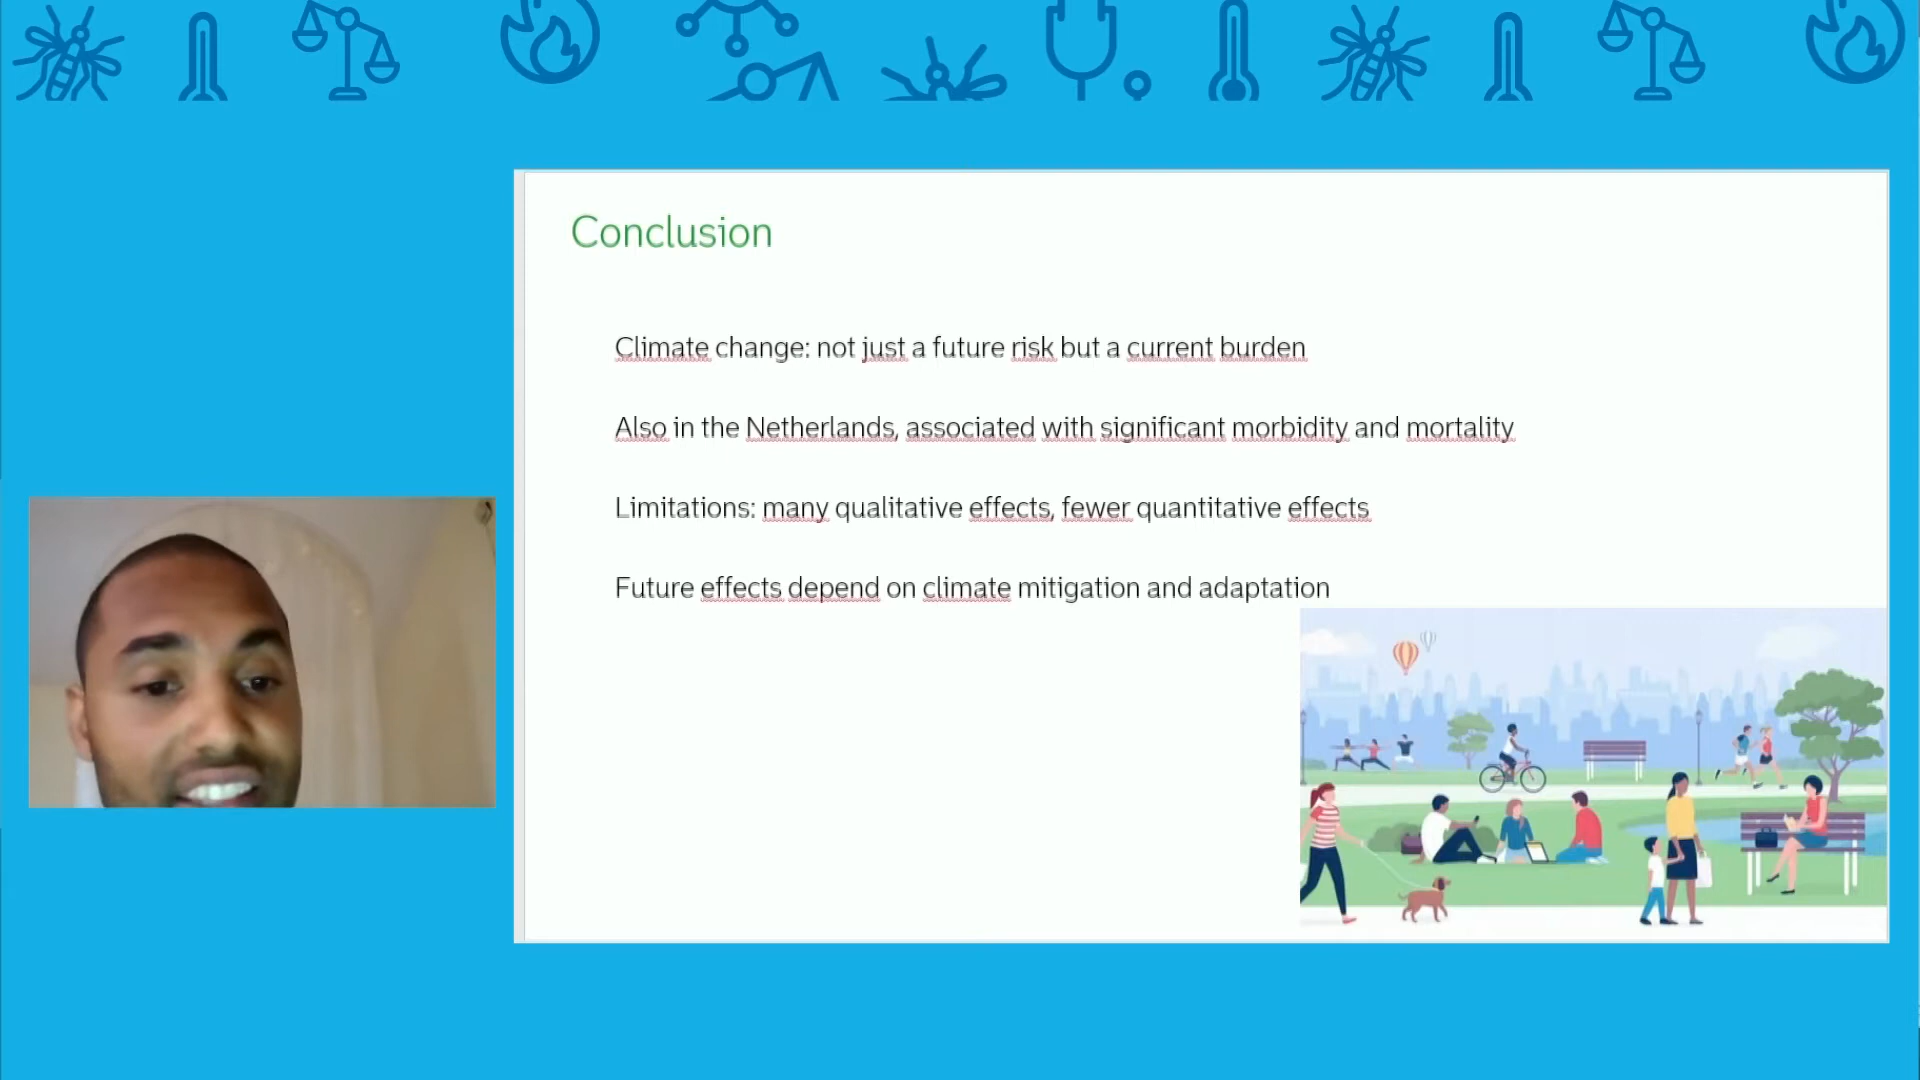 Conclusion
Climate change: not just a future risk but a current burden
Also in the Netherlands, associated with significant morbidity and mortality
Limitations: many qualitative effects, fewer quantitative effects
Future effects depend on climate mitigation and adaptation